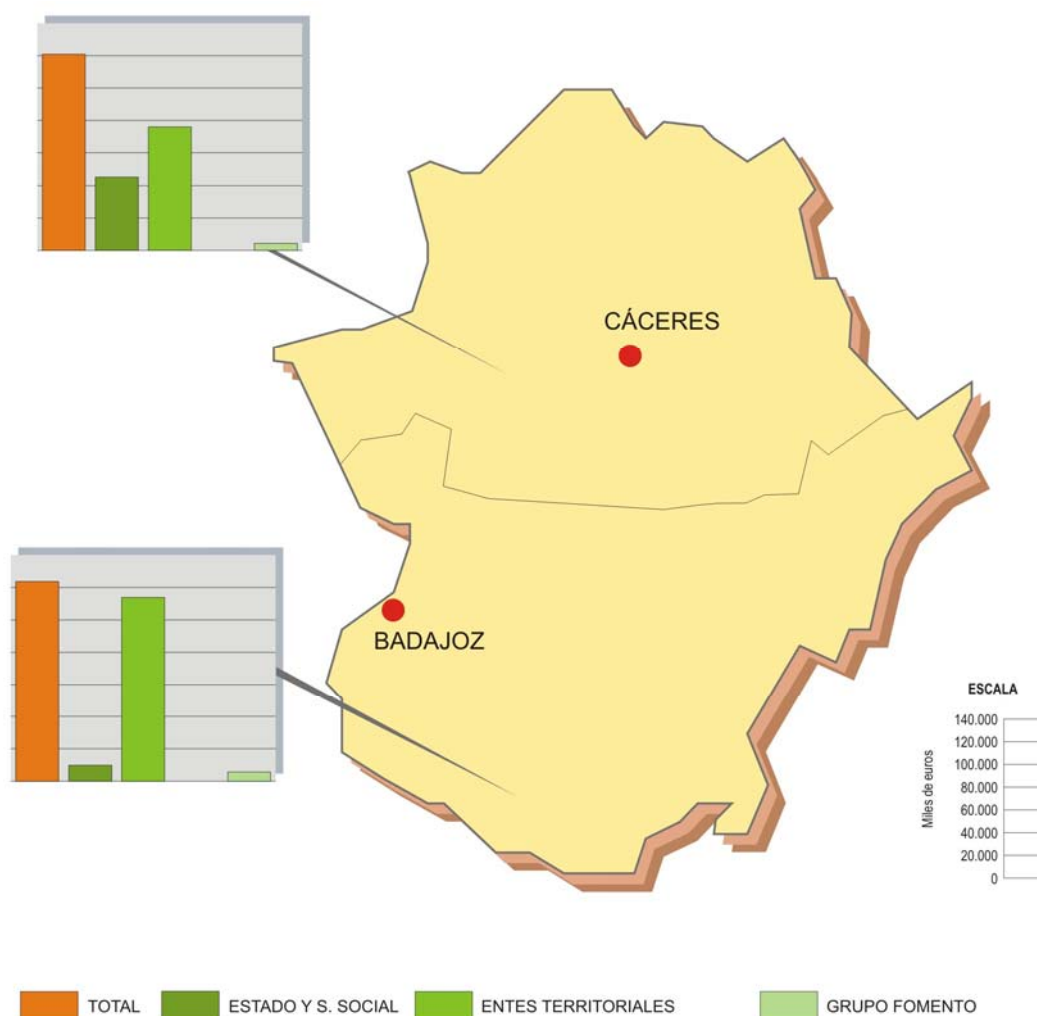 CÁCERES
BADAJOZ
ESCALA
Miles de euros
140.000
120.000
100.000
80.000
60.000
40.000
20.000
0
TOTAL ESTADO Y S. SOCIAL ENTES TERRITORIALES GRUPO FOMENTO